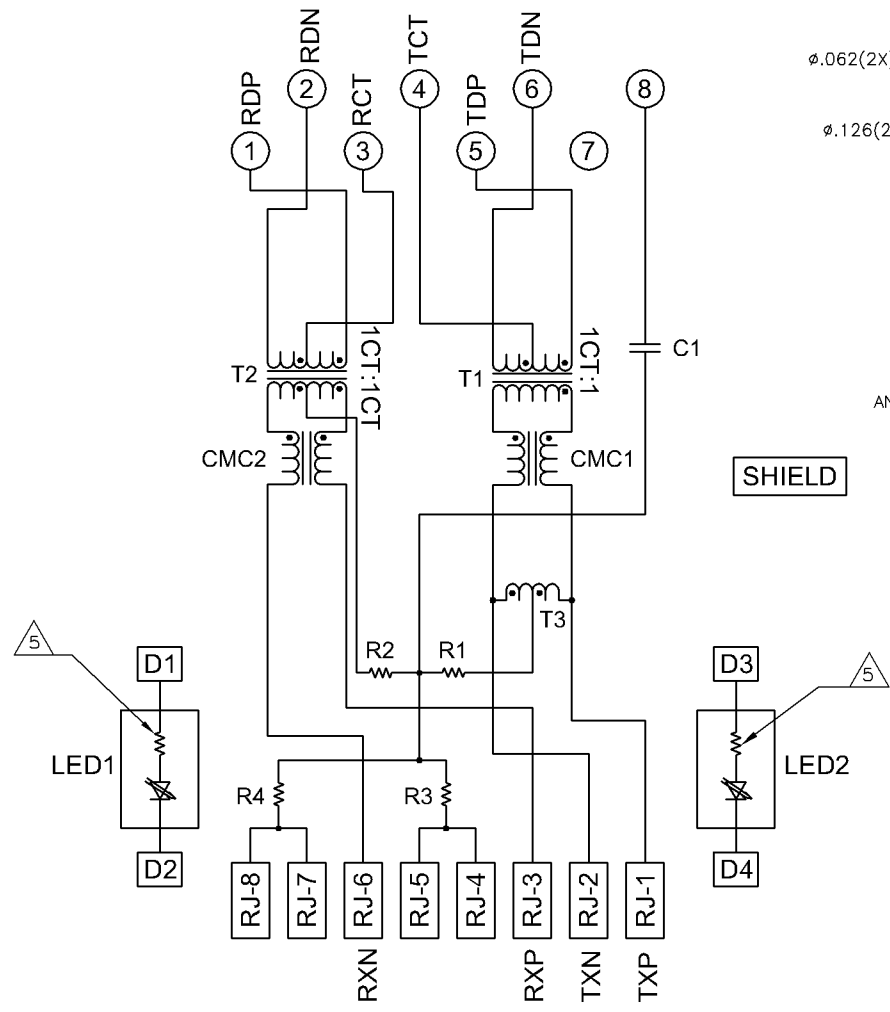 RDN
TCT
TDN
RDP
RCT
TDP
2
4
6
8
1
3
5
7
ø.062(2X)
ø.126(2
1CT:1CT
1CT:1
T2
T1
C1
AN
CMC2
CMC1
SHIELD
T3
R2
R1
5
5
D1
D3
LED1
LED2
R4
R3
D2
D4
RJ-8
RJ-7
RJ-6
RJ-5
RJ-4
RJ-3
RJ-2
RJ-1
RXN
RXP
TXN
TXP